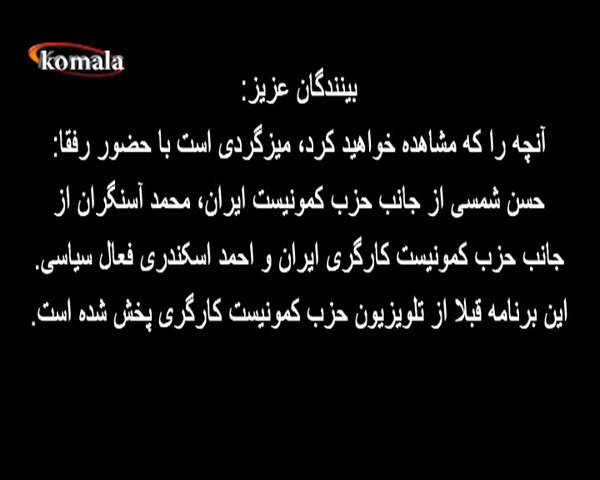 komala
بینندگان عزیز:
آنچه را که مشاهده خواهید کرد، میزگردی است با حضور رفقا:
حسن شمسی از جانب حزب کمونیست ایران، محمد آسنگران از
جانب حزب کمونیست کارگری ایران و احمد اسکندری فعال سیاسی.
این برنامه قبلا از تلویزیون حزب کمونیست کارگری پخش شده است.